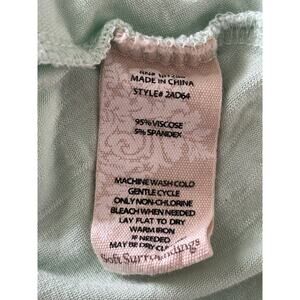 MADE IN CHINA
STYLE# 2AD64
95% VISCOSE
5% SPANDEX
MACHINE WASH COLD
GENTLE CYCLE
ONLY NON-CHLORINE
BLEACH WHEN NEEDED
LAY FLAT TO DRY
WARM IRON
IF NEEDED
MAY BE DRY
Soft Surroundings